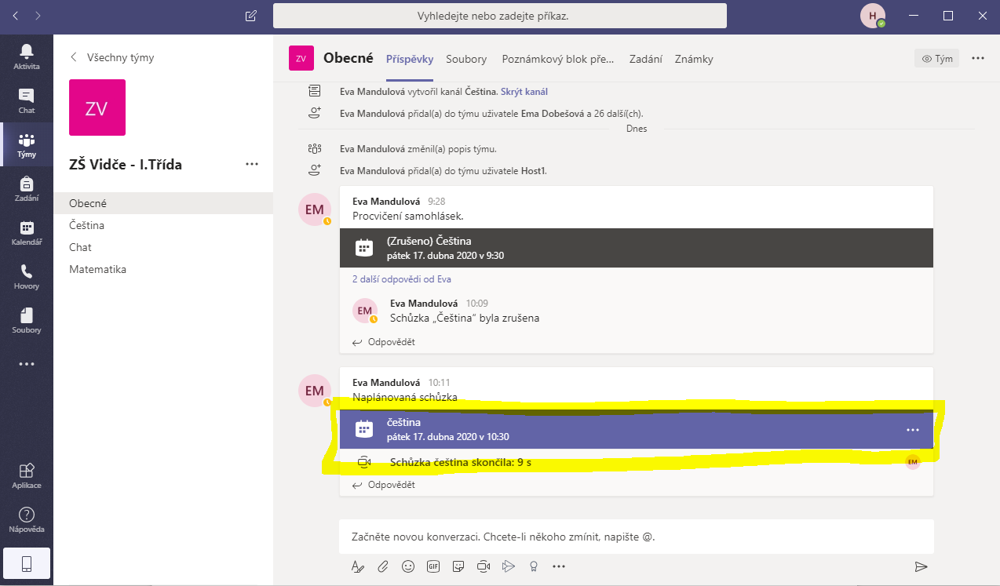 Vyhledejte nebo zadejte příkaz.
H
Aktivita
Chat
Týmy
Zadání
Kalendář
Hovory
Soubory
Aplikace
Nápověda
Všechny týmy
ZV
ZŠ Vidče - I.Třída
Obecné
Čeština
Chat
Matematika
ZV
Obecné
Příspěvky
Soubory
Poznámkový blok pře...
Zadání
Známky
Tým
Eva Mandulová vytvořil kanál Čeština. Skrýt kanál
Eva Mandulová přidal(a) do týmu uživatele Ema Dobešová a 26 další(ch).
Dnes
Eva Mandulová změnil(a) popis týmu.
Eva Mandulová přidal(a) do týmu uživatele Host1.
EM
Eva Mandulová 9:28
Procvičení samohlásek.
(Zrušeno) Čeština
pátek 17. dubna 2020 v 9:30
2 další odpovědi od Eva
EM
Eva Mandulová 10:09
Schůzka „Čeština“ byla zrušena
Odpovědět
EM
Eva Mandulová 10:11
Naplánovaná schůzka
čeština
pátek 17. dubna 2020 v 10:30
Schůzka čeština skončila: 9 s
EM
Odpovědět
Začněte novou konverzaci. Chcete-li někoho zmínit, napište @.
GIF